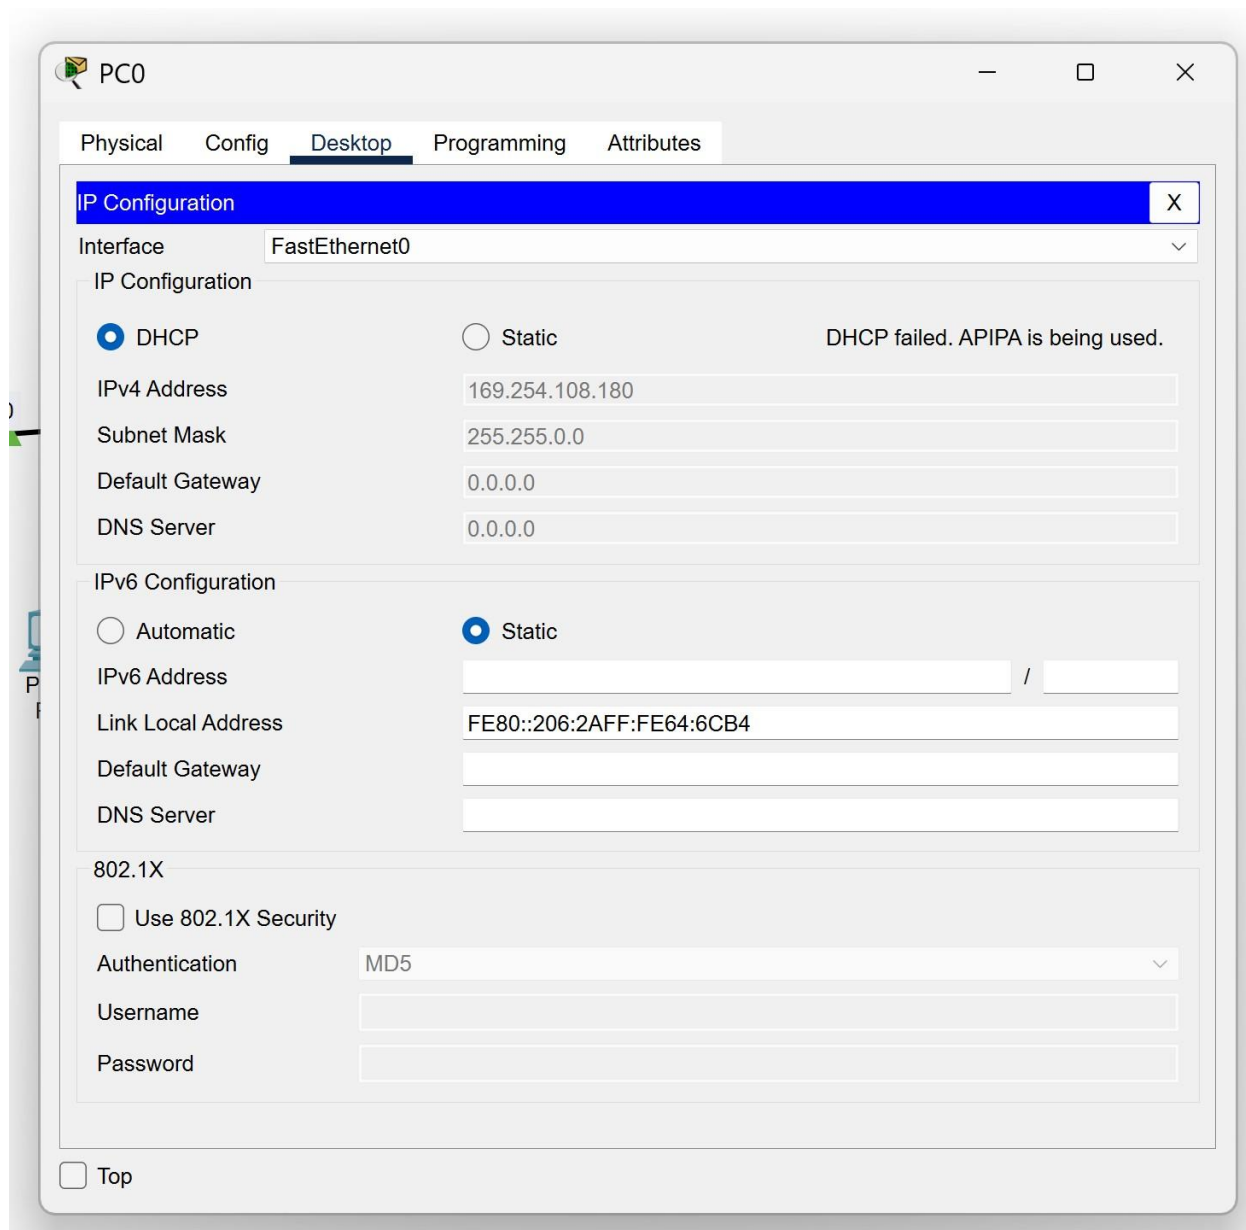 PC0
Physical Config Desktop Programming Attributes
IP Configuration X
Interface FastEthernet0
IP Configuration
DHCP Static DHCP failed. APIPA is being used.
IPv4 Address 169.254.108.180
Subnet Mask 255.255.0.0
Default Gateway 0.0.0.0
DNS Server 0.0.0.0
IPv6 Configuration
Automatic Static
IPv6 Address /
Link Local Address FE80::206:2AFF:FE64:6CB4
Default Gateway
DNS Server
802.1X
Use 802.1X Security
Authentication MD5
Username
Password
Top